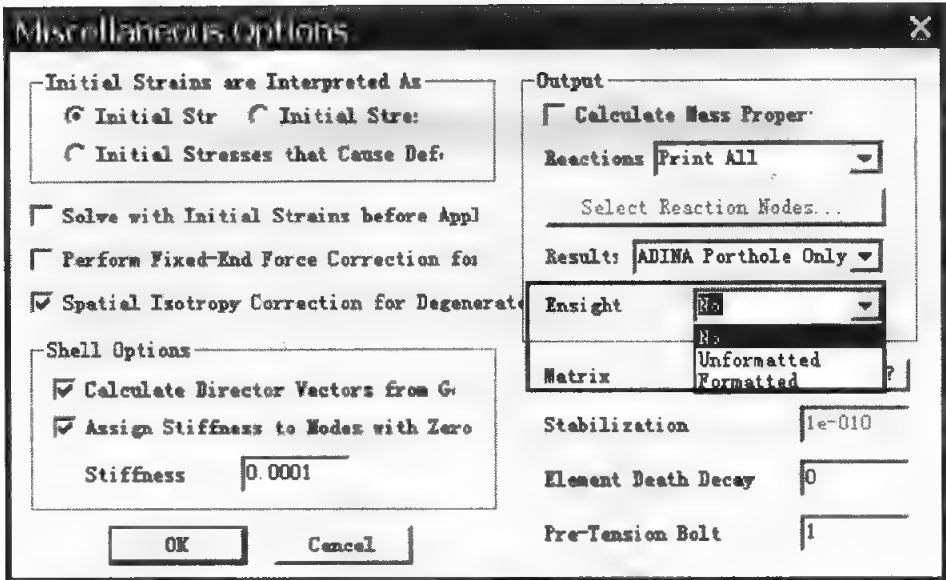 Miscellaneous Options
Initial Strains are Interpreted As
Initial Str
Initial Stre:
Initial Stresses that Cause Def
Solve with Initial Strains before Appl
Perform Fixed-End Force Correction for
Spatial Isotropy Correction for Degenerate
Shell Options
Calculate Director Vectors from G
Assign Stiffness to Nodes with Zero
Stiffness
0.0001
OK
Cancel
Output
Calculate Mass Proper
Reactions
Print All
Select Reaction Nodes...
Result:
ADINA Porthole Only
Ensight
No
No
Unformatted
Formatted
Matrix
?
Stabilization
1e-010
Element Death Decay
0
Pre-Tension Bolt
1